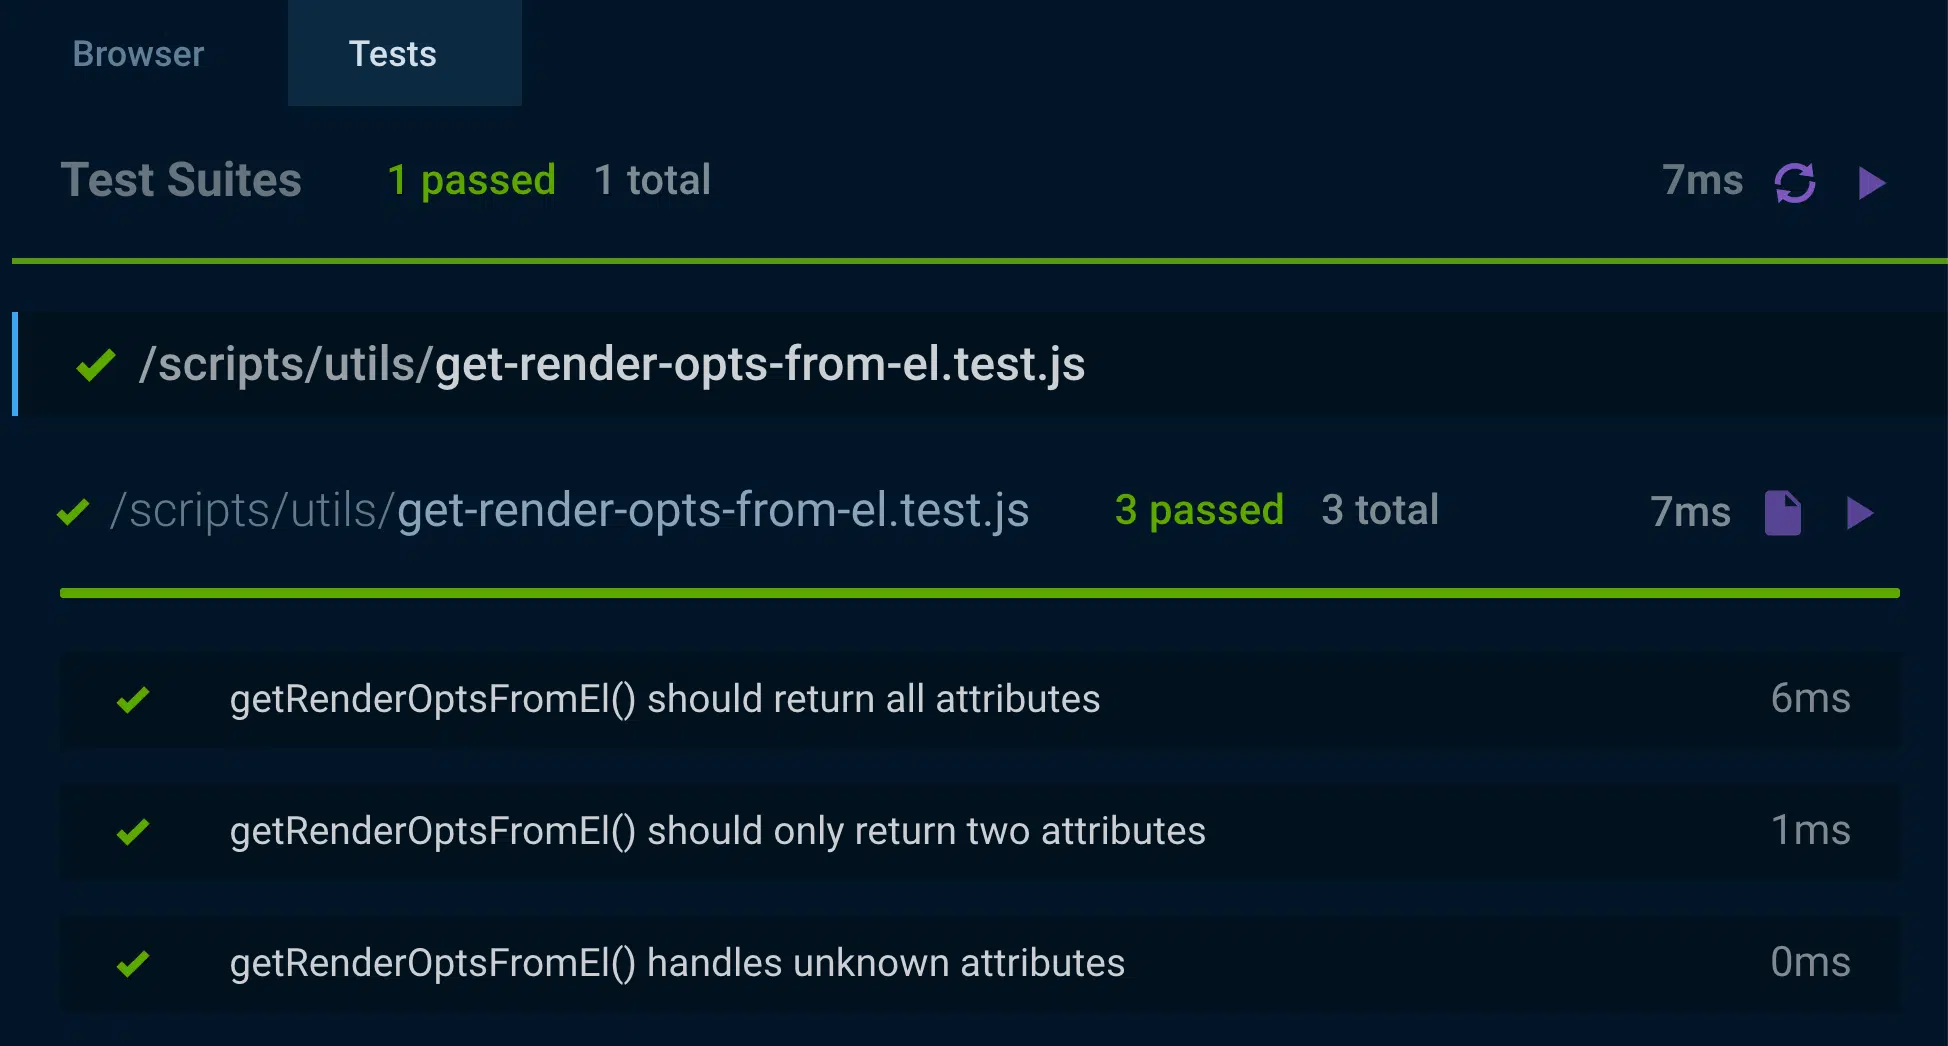 Browser Tests
Test Suites 1 passed 1 total 7ms
/scripts/utils/get-render-opts-from-el.test.js
/scripts/utils/get-render-opts-from-el.test.js 3 passed 3 total 7ms
getRenderOptsFromEl() should return all attributes 6ms
getRenderOptsFromEl() should only return two attributes 1ms
getRenderOptsFromEl() handles unknown attributes 0ms